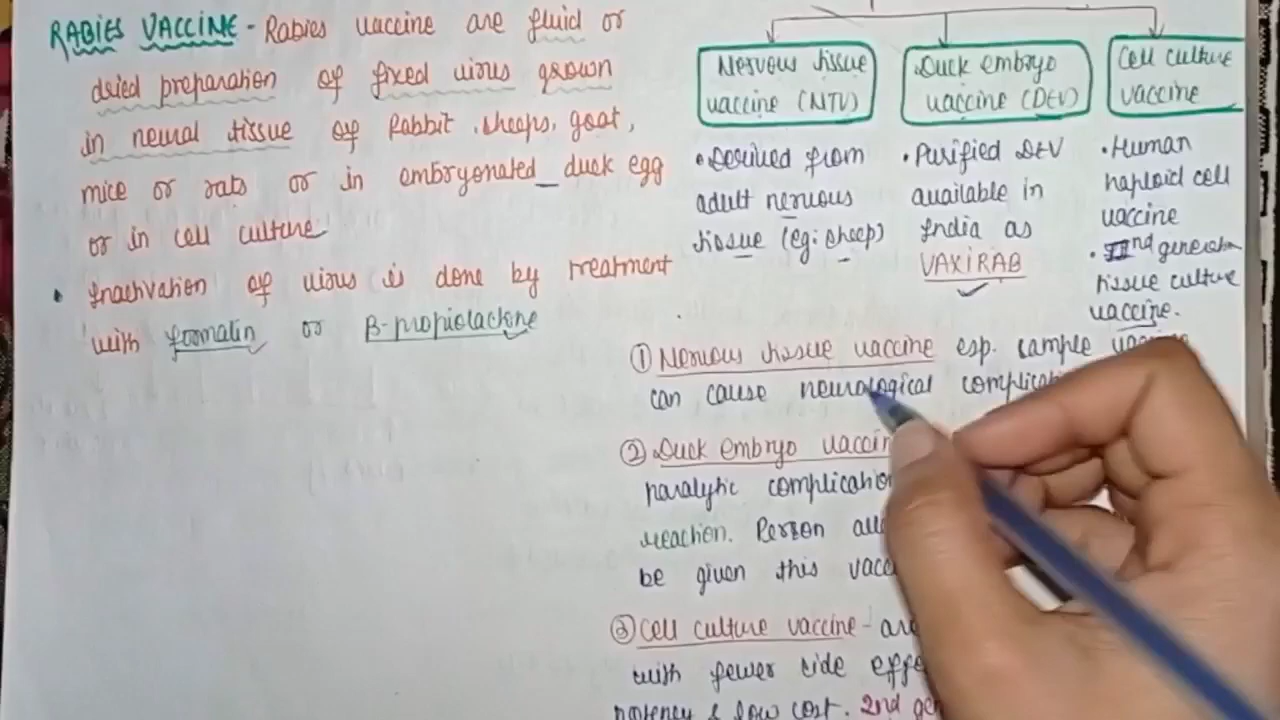 RABIES VACCINE - Rabies vaccine are fluid or
dried preparation of fixed virus grown
in neural tissue of Rabbit, sheeps, goat,
mice or rats or in embryonated duck egg
or in cell culture
• Inactivation of virus is done by treatment
with formalin or β-propiolactone
Nervous tissue
vaccine (NTV)
• Derived from
adult nervous
tissue (eg: sheep)
Duck embryo
vaccine (DEV)
• Purified DEV
available in
India as
VAXIRAB
Cell culture
vaccine
• Human
haploid cell
vaccine
• IInd generation
tissue culture
vaccine.
① Nervous tissue vaccine esp. sample
can cause neurological
② Duck embryo
paralytic
reaction. Person
be given this
③ Cell culture vaccine - are
with fewer side
potency & low cost. 2nd